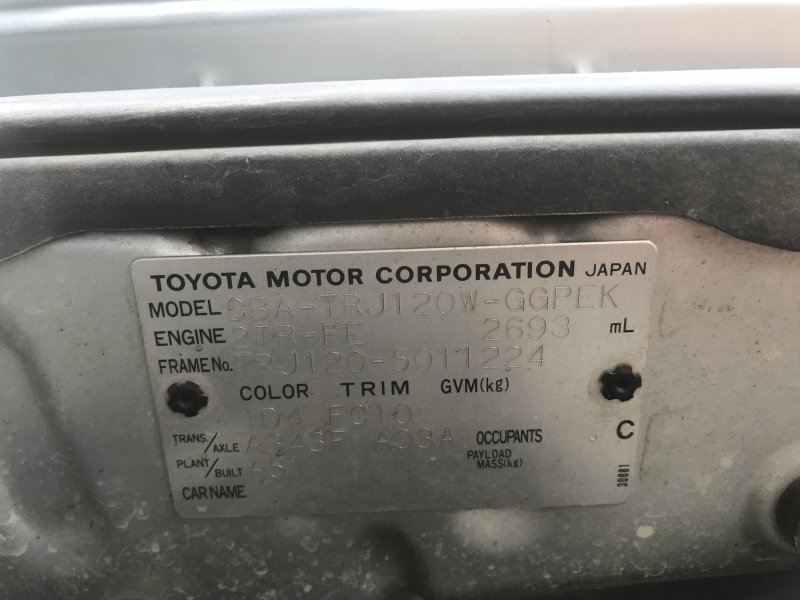 TOYOTA MOTOR CORPORATION JAPAN
MODEL CBA-TRJ120W-GGPEK
ENGINE 2TR-FE 2693 mL
FRAME No. TRJ120-5011224
COLOR TRIM GVM(kg)
1D4 FC10
TRANS./AXLE A343F A03A OCCUPANTS C
PLANT/BUILT A51 PAYLOAD MASS(kg)
CAR NAME
30881